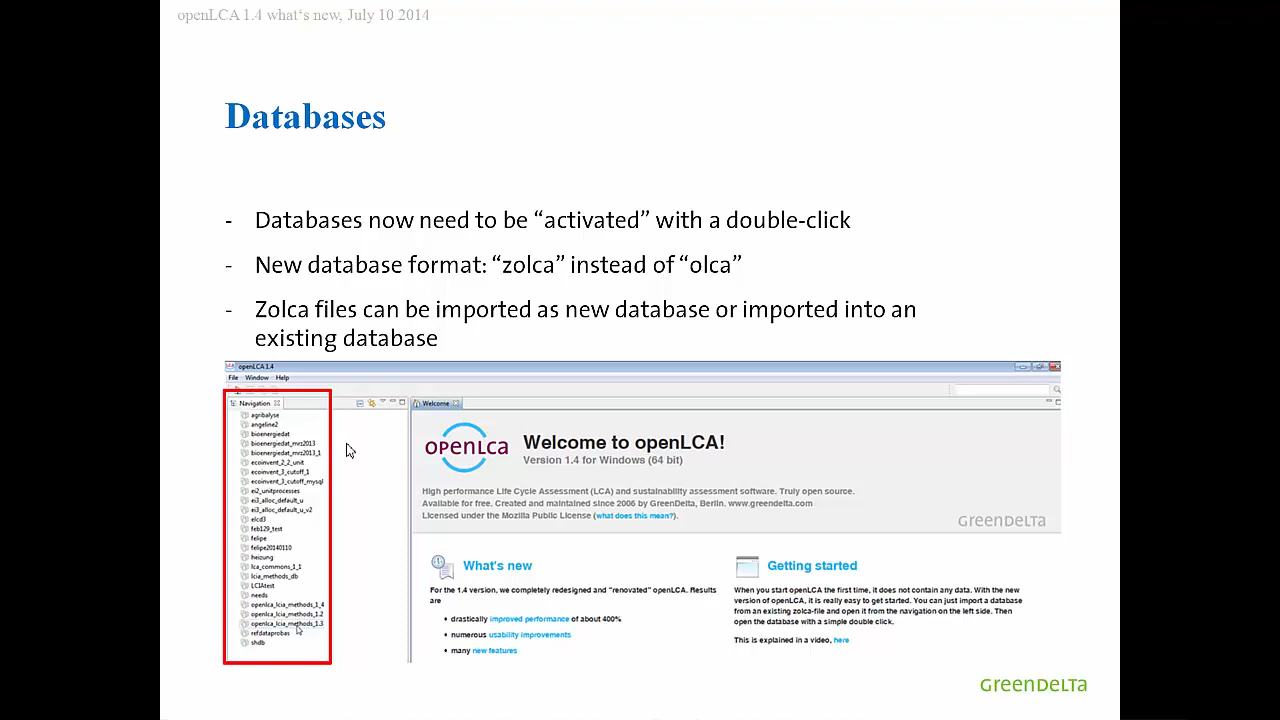 openLCA 1.4 what's new, July 10 2014
Databases
- Databases now need to be “activated” with a double-click
- New database format: “zolca” instead of “olca”
- Zolca files can be imported as new database or imported into an
existing database
openLCA 1.4
File Window Help
Navigation
agribalyse
angeline2
bioenergiedat
bioenergiedat_mrz2013
bioenergiedat_mrz2013_1
ecoinvent_2_2_unit
ecoinvent_3_cutoff_1
ecoinvent_3_cutoff_mysql
ei2_unitprocesses
ei3_alloc_default_u
ei3_alloc_default_u_v2
elcd3
feb129_test
felipe
felipe20140110
heizung
lca_commons_1_1
lcia_methods_db
LCIAtest
needs
openlca_lcia_methods_1_4
openlca_lcia_methods_1.2
openlca_lcia_methods_1.3
refdataprobas
shdb
Welcome
openLca
Welcome to openLCA!
Version 1.4 for Windows (64 bit)
High performance Life Cycle Assessment (LCA) and sustainability assessment software. Truly open source.
Available for free. Created and maintained since 2006 by GreenDelta, Berlin. www.greendelta.com
Licensed under the Mozilla Public License (what does this mean?).
GREENDELTA
What's new
For the 1.4 version, we completely redesigned and "renovated" openLCA. Results
are
• drastically improved performance of about 400%
• numerous usability improvements
• many new features
Getting started
When you start openLCA the first time, it does not contain any data. With the new
version of openLCA, it is really easy to get started. You can just import a database
from an existing zolca-file and open it from the navigation on the left side. Then
open the database with a simple double click.
This is explained in a video, here
GREENDELTA